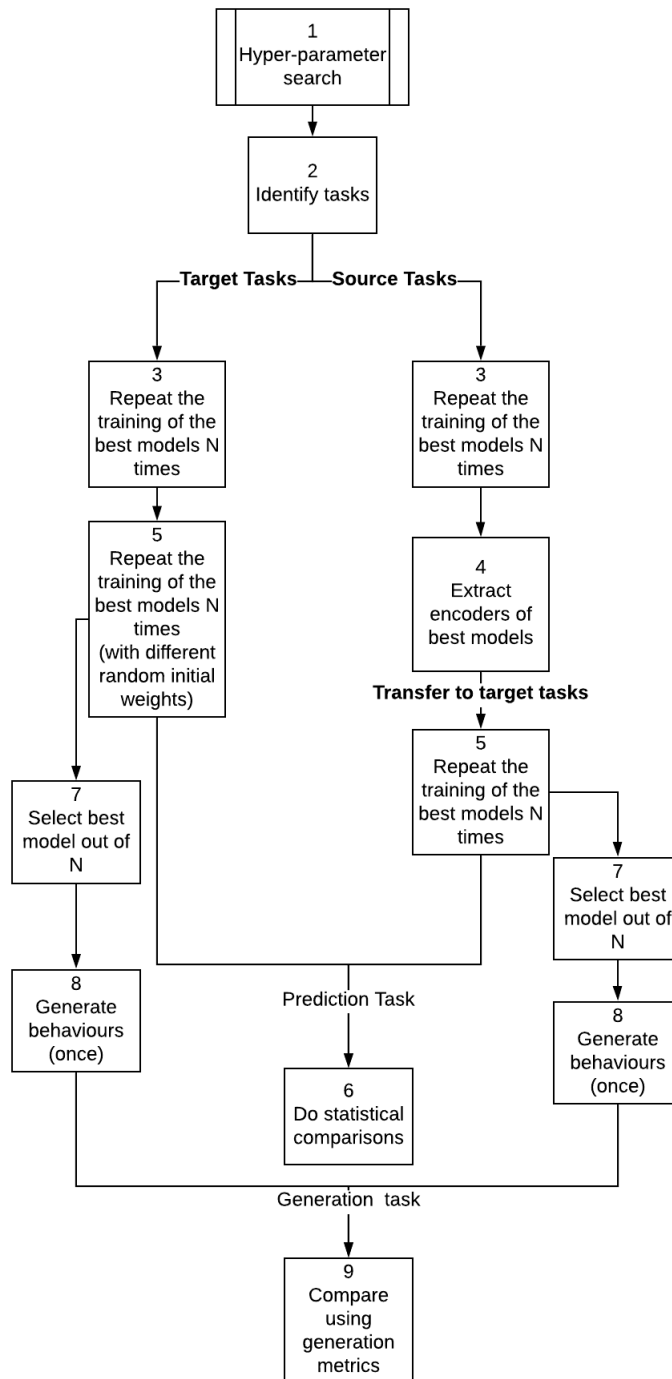 1
Hyper-parameter
search
2
Identify tasks
Target Tasks
Source Tasks
3
Repeat the
training of the
best models N
times
3
Repeat the
training of the
best models N
times
5
Repeat the
training of the
best models N
times
(with different
random initial
weights)
4
Extract
encoders of
best models
Transfer to target tasks
5
Repeat the
training of the
best models N
times
7
Select best
model out of
N
7
Select best
model out of
N
8
Generate
behaviours
(once)
Prediction Task
8
Generate
behaviours
(once)
6
Do statistical
comparisons
Generation task
9
Compare
using
generation
metrics